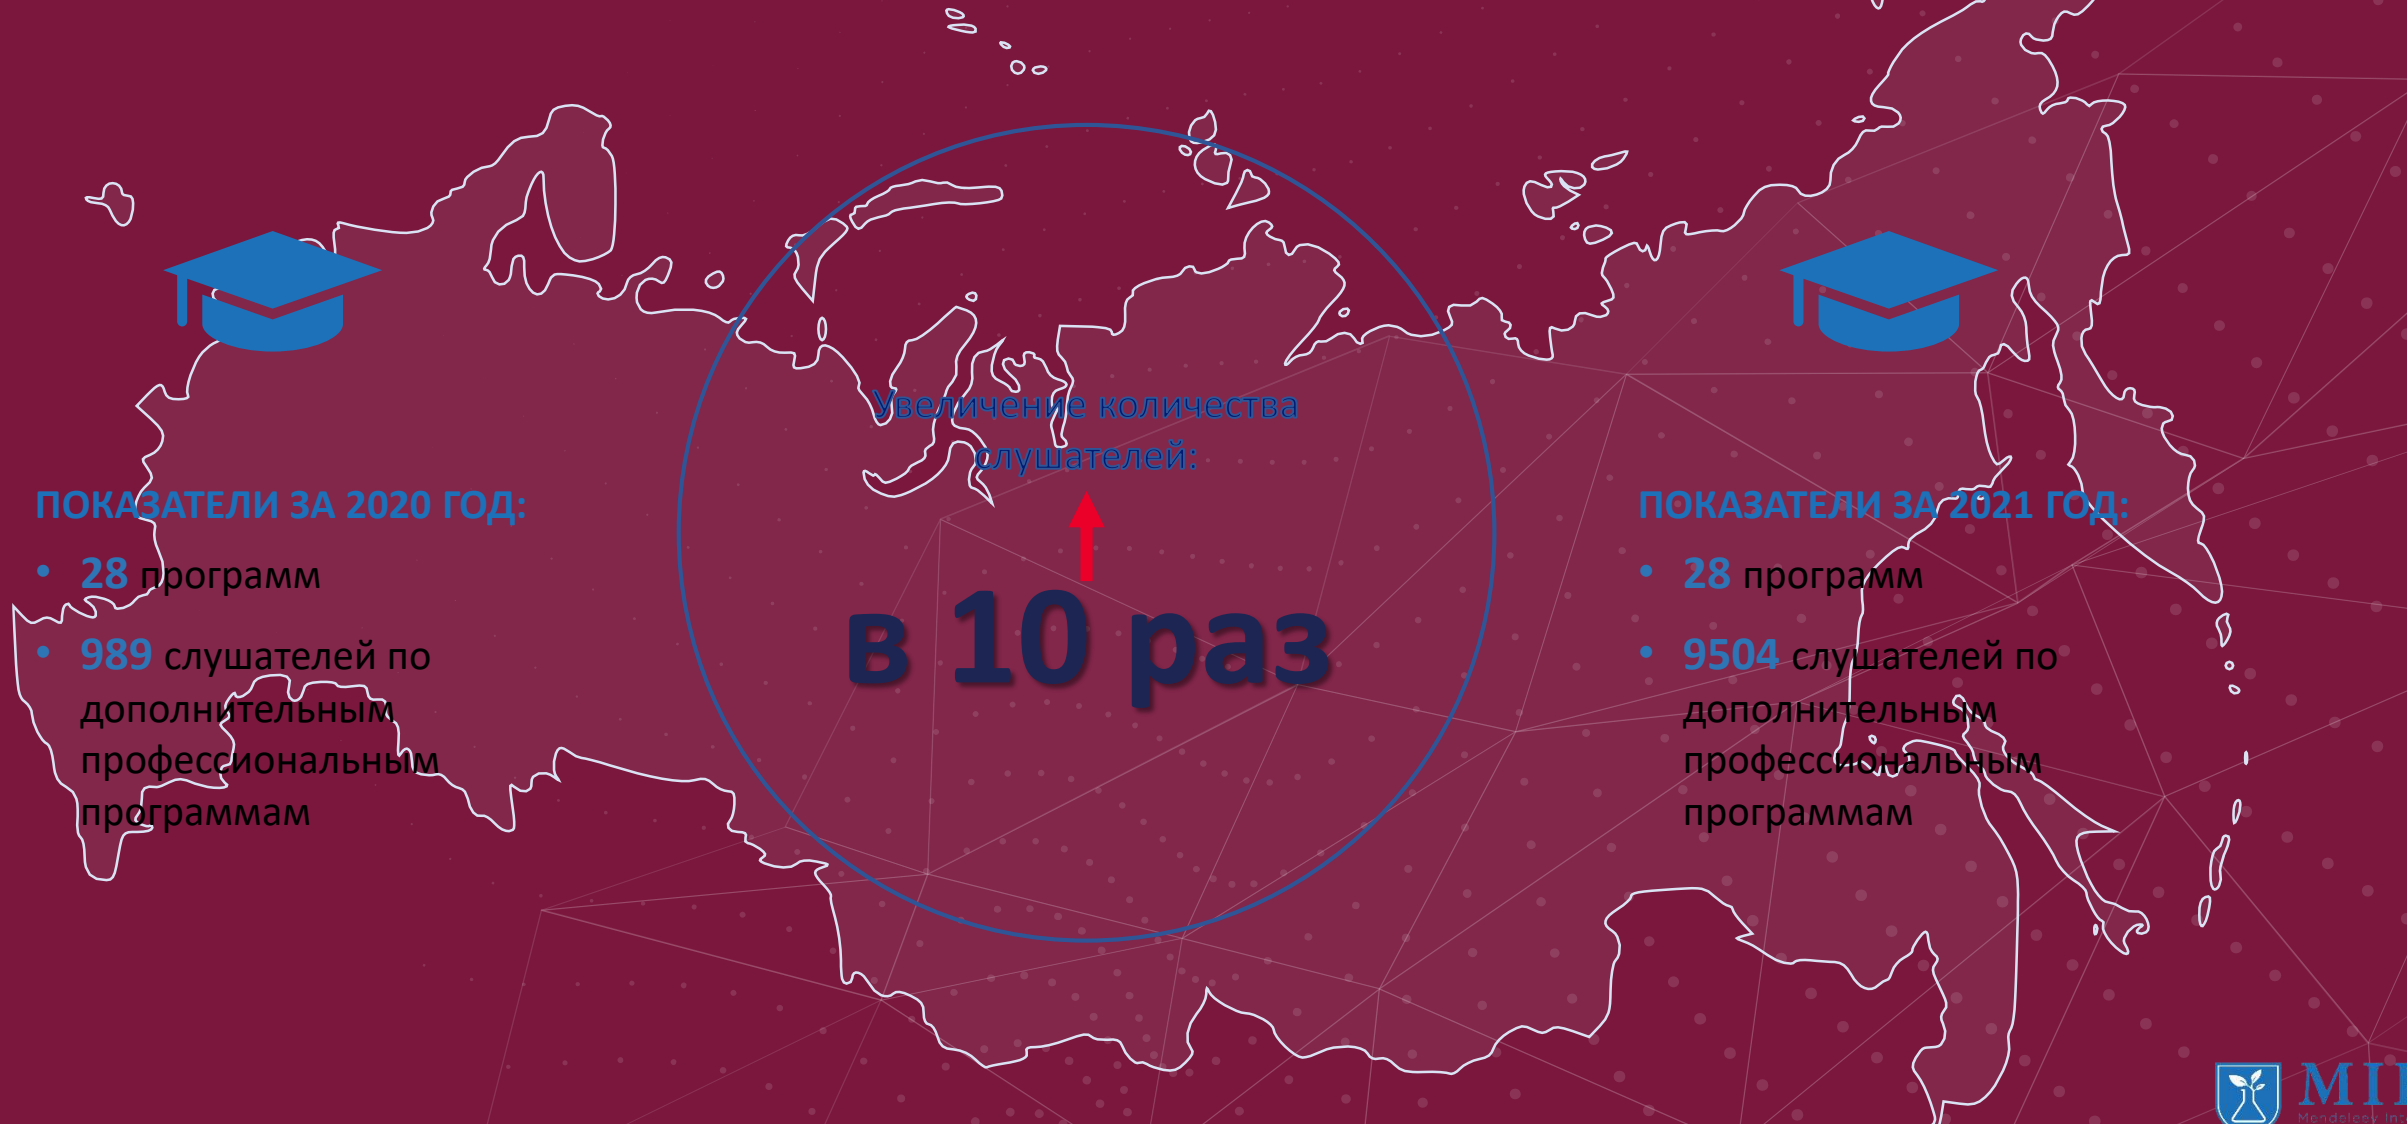 ПОКАЗАТЕЛИ ЗА 2020 ГОД:
• 28 программ
• 989 слушателей по
дополнительным
профессиональным
программам
Увеличение количества
слушателей:
в 10 раз
ПОКАЗАТЕЛИ ЗА 2021 ГОД:
• 28 программ
• 9504 слушателей по
дополнительным
профессиональным
программам
Mendeleev